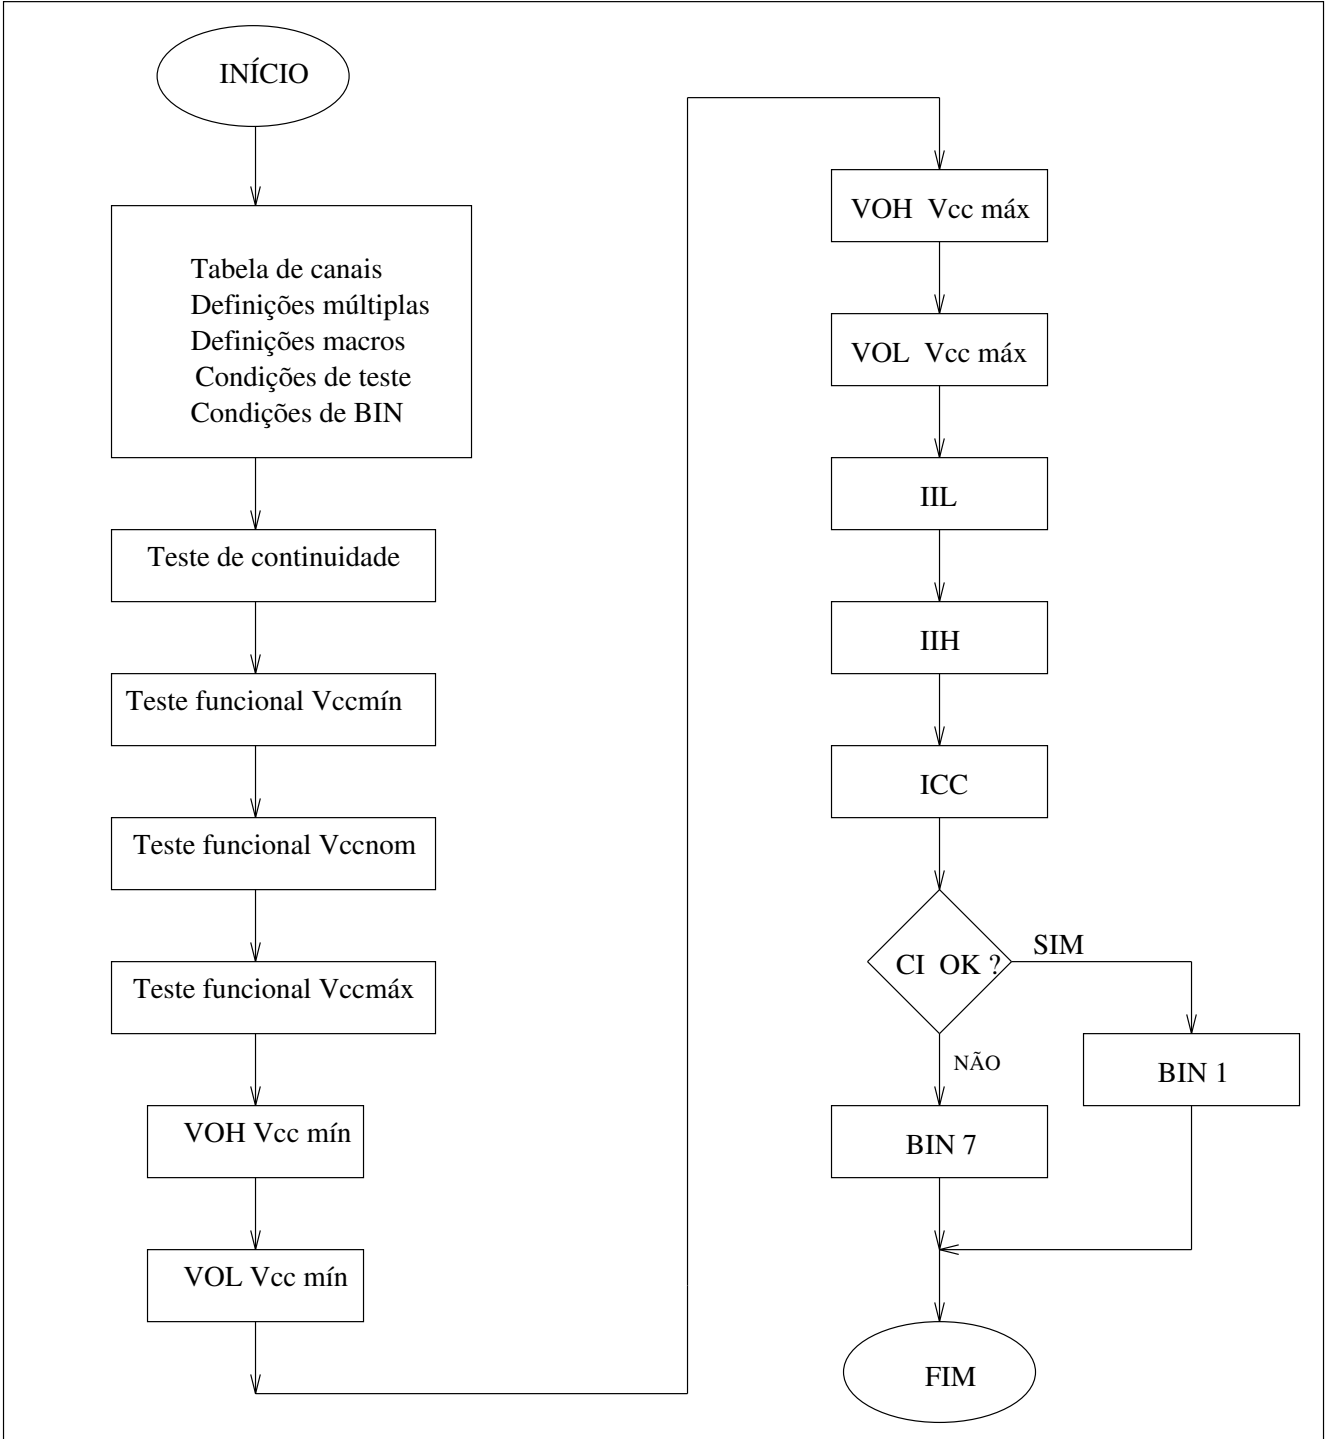 INÍCIO
Tabela de canais
Definições múltiplas
Definições macros
Condições de teste
Condições de BIN
Teste de continuidade
Teste funcional Vccmín
Teste funcional Vccnom
Teste funcional Vccmáx
VOH Vcc mín
VOL Vcc mín
VOH Vcc máx
VOL Vcc máx
IIL
IIH
ICC
CI OK ?
SIM
NÃO
BIN 1
BIN 7
FIM